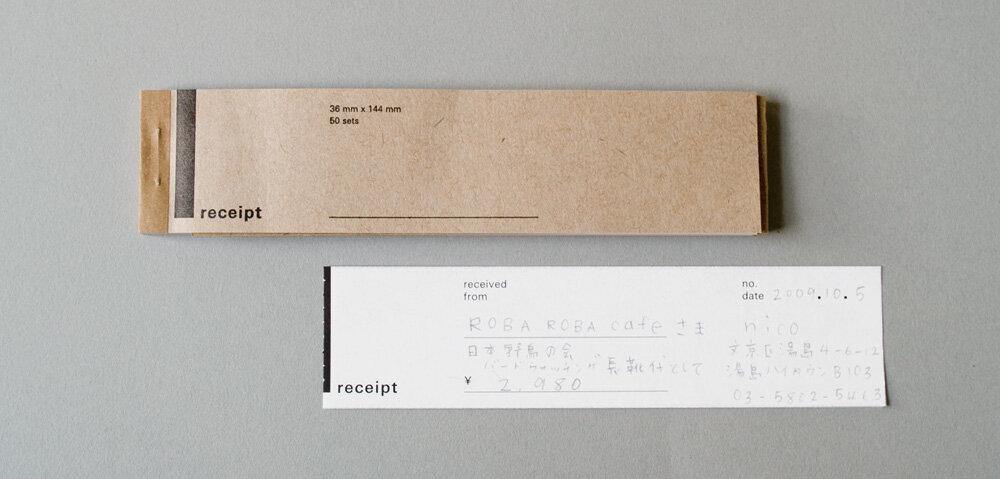 36 mm x 144 mm
50 sets
receipt
received
from
no.
date 2009.10.5
ROBA ROBA cafe さま
nico
日本野鳥の会
バードウォッチング長靴代として
¥ 2,980
文京区湯島4-6-12
湯島ハイタウンB103
receipt